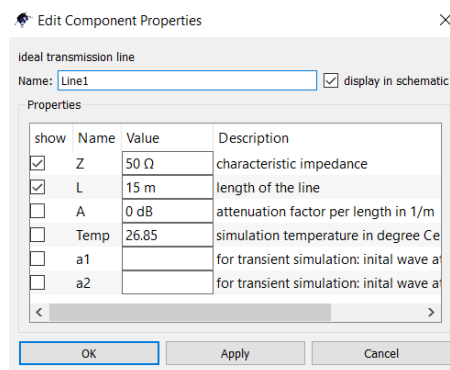 Edit Component Properties
ideal transmission line
Name: Line1 display in schematic
Properties
show Name Value Description
Z 50 Ω characteristic impedance
L 15 m length of the line
A 0 dB attenuation factor per length in 1/m
Temp 26.85 simulation temperature in degree Ce
a1 for transient simulation: inital wave at
a2 for transient simulation: inital wave at
OK Apply Cancel